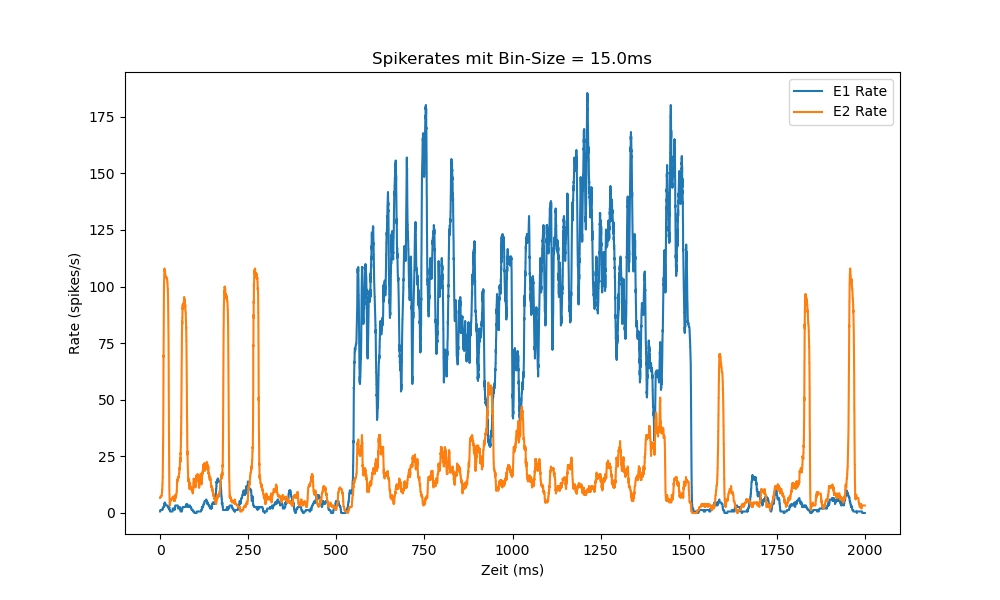 Spikerates mit Bin-Size = 15.0ms
E1 Rate
E2 Rate
175
150
125
100
75
50
25
0
Rate (spikes/s)
0 250 500 750 1000 1250 1500 1750 2000
Zeit (ms)